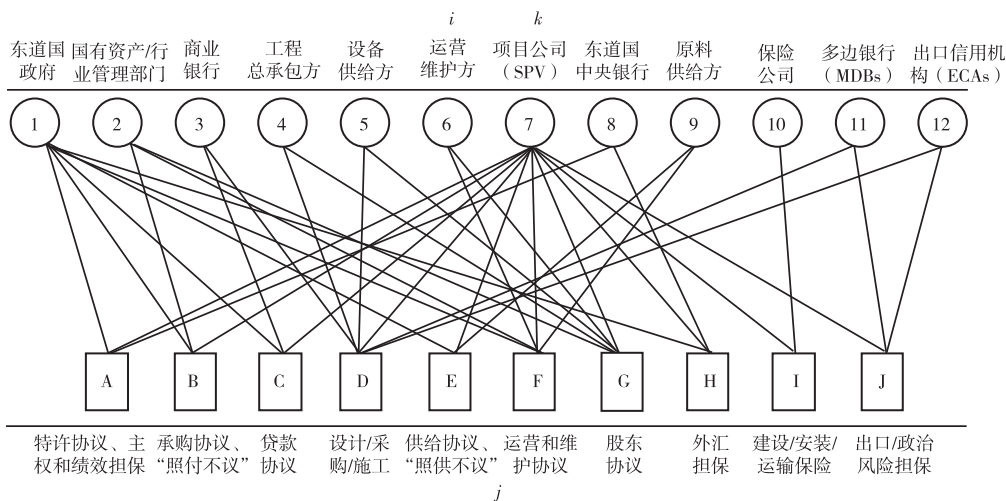 i
k
东道国 国有资产/行 商业 工程 设备 运营 项目公司 东道国 原料 保险 多边银行 出口信用机
政府 业管理部门 银行 总承包方 供给方 维护方 （SPV） 中央银行 供给方 公司 （MDBs） 构（ECAs）
1 2 3 4 5 6 7 8 9 10 11 12
A B C D E F G H I J
特许协议、主 承购协议、 贷款 设计/采 供给协议、 运营和维 股东 外汇 建设/安装/ 出口/政治
权和绩效担保 “照付不议” 协议 购/施工 “照供不议” 护协议 协议 担保 运输保险 风险担保
j